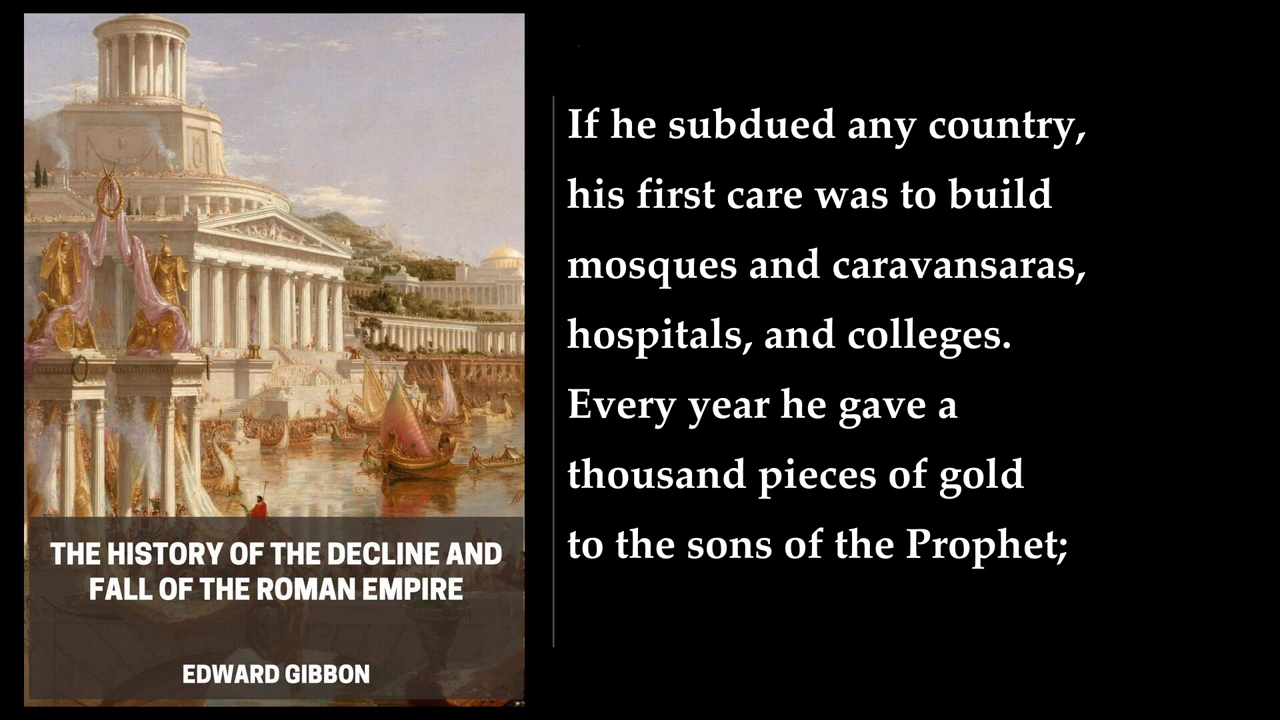 THE HISTORY OF THE DECLINE AND
FALL OF THE ROMAN EMPIRE
EDWARD GIBBON
If he subdued any country,
his first care was to build
mosques and caravansaras,
hospitals, and colleges.
Every year he gave a
thousand pieces of gold
to the sons of the Prophet;